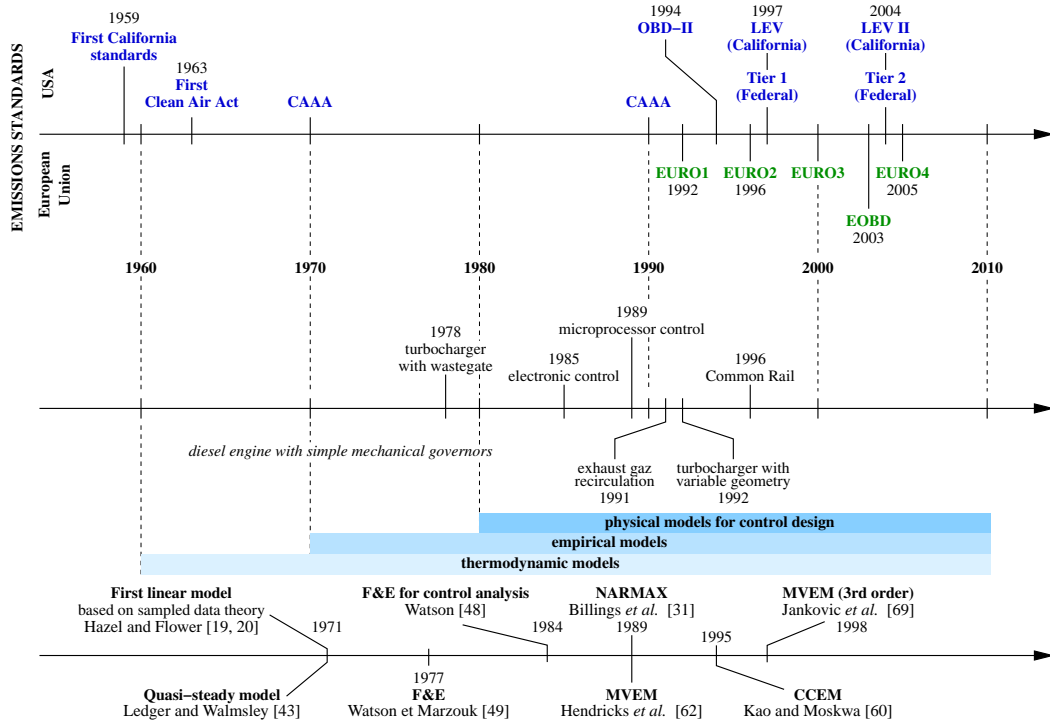 EMISSIONS STANDARDS
USA
European
Union
1959
First California
standards
1963
First
Clean Air Act
CAAA
CAAA
1994
OBD−II
1997
LEV
(California)
Tier 1
(Federal)
2004
LEV II
(California)
Tier 2
(Federal)
EURO1
1992
EURO2
1996
EURO3
EURO4
2005
EOBD
2003
1960
1970
1980
1990
2000
2010
1978
turbocharger
with wastegate
1985
electronic control
1989
microprocessor control
1996
Common Rail
diesel engine with simple mechanical governors
exhaust gaz
recirculation
1991
turbocharger with
variable geometry
1992
physical models for control design
empirical models
thermodynamic models
First linear model
based on sampled data theory
Hazel and Flower [19, 20]
1971
F&E for control analysis
Watson [48]
1984
NARMAX
Billings et al. [31]
1989
1995
MVEM (3rd order)
Jankovic et al. [69]
1998
Quasi−steady model
Ledger and Walmsley [43]
1977
F&E
Watson et Marzouk [49]
MVEM
Hendricks et al. [62]
CCEM
Kao and Moskwa [60]